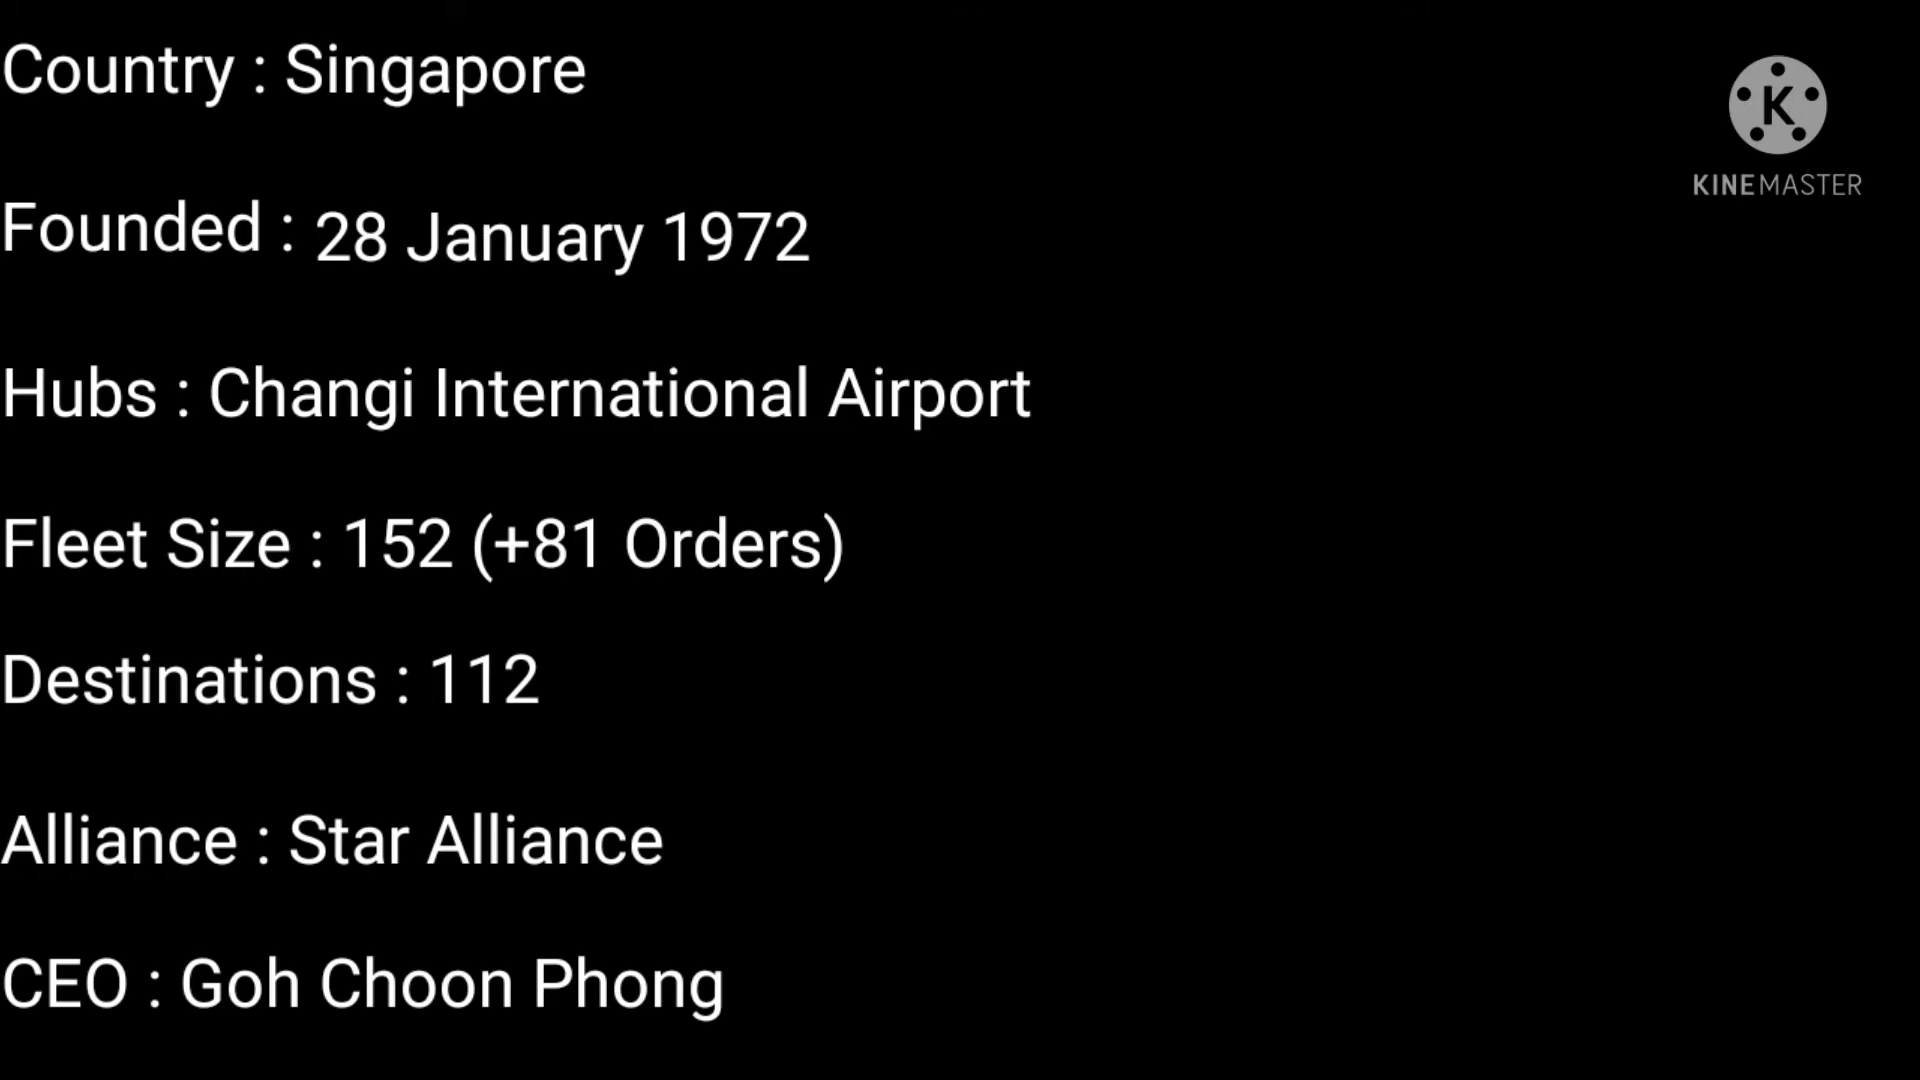 Country : Singapore
K
KINEMASTER
Founded : 28 January 1972
Hubs : Changi International Airport
Fleet Size : 152 (+81 Orders)
Destinations : 112
Alliance : Star Alliance
CEO : Goh Choon Phong